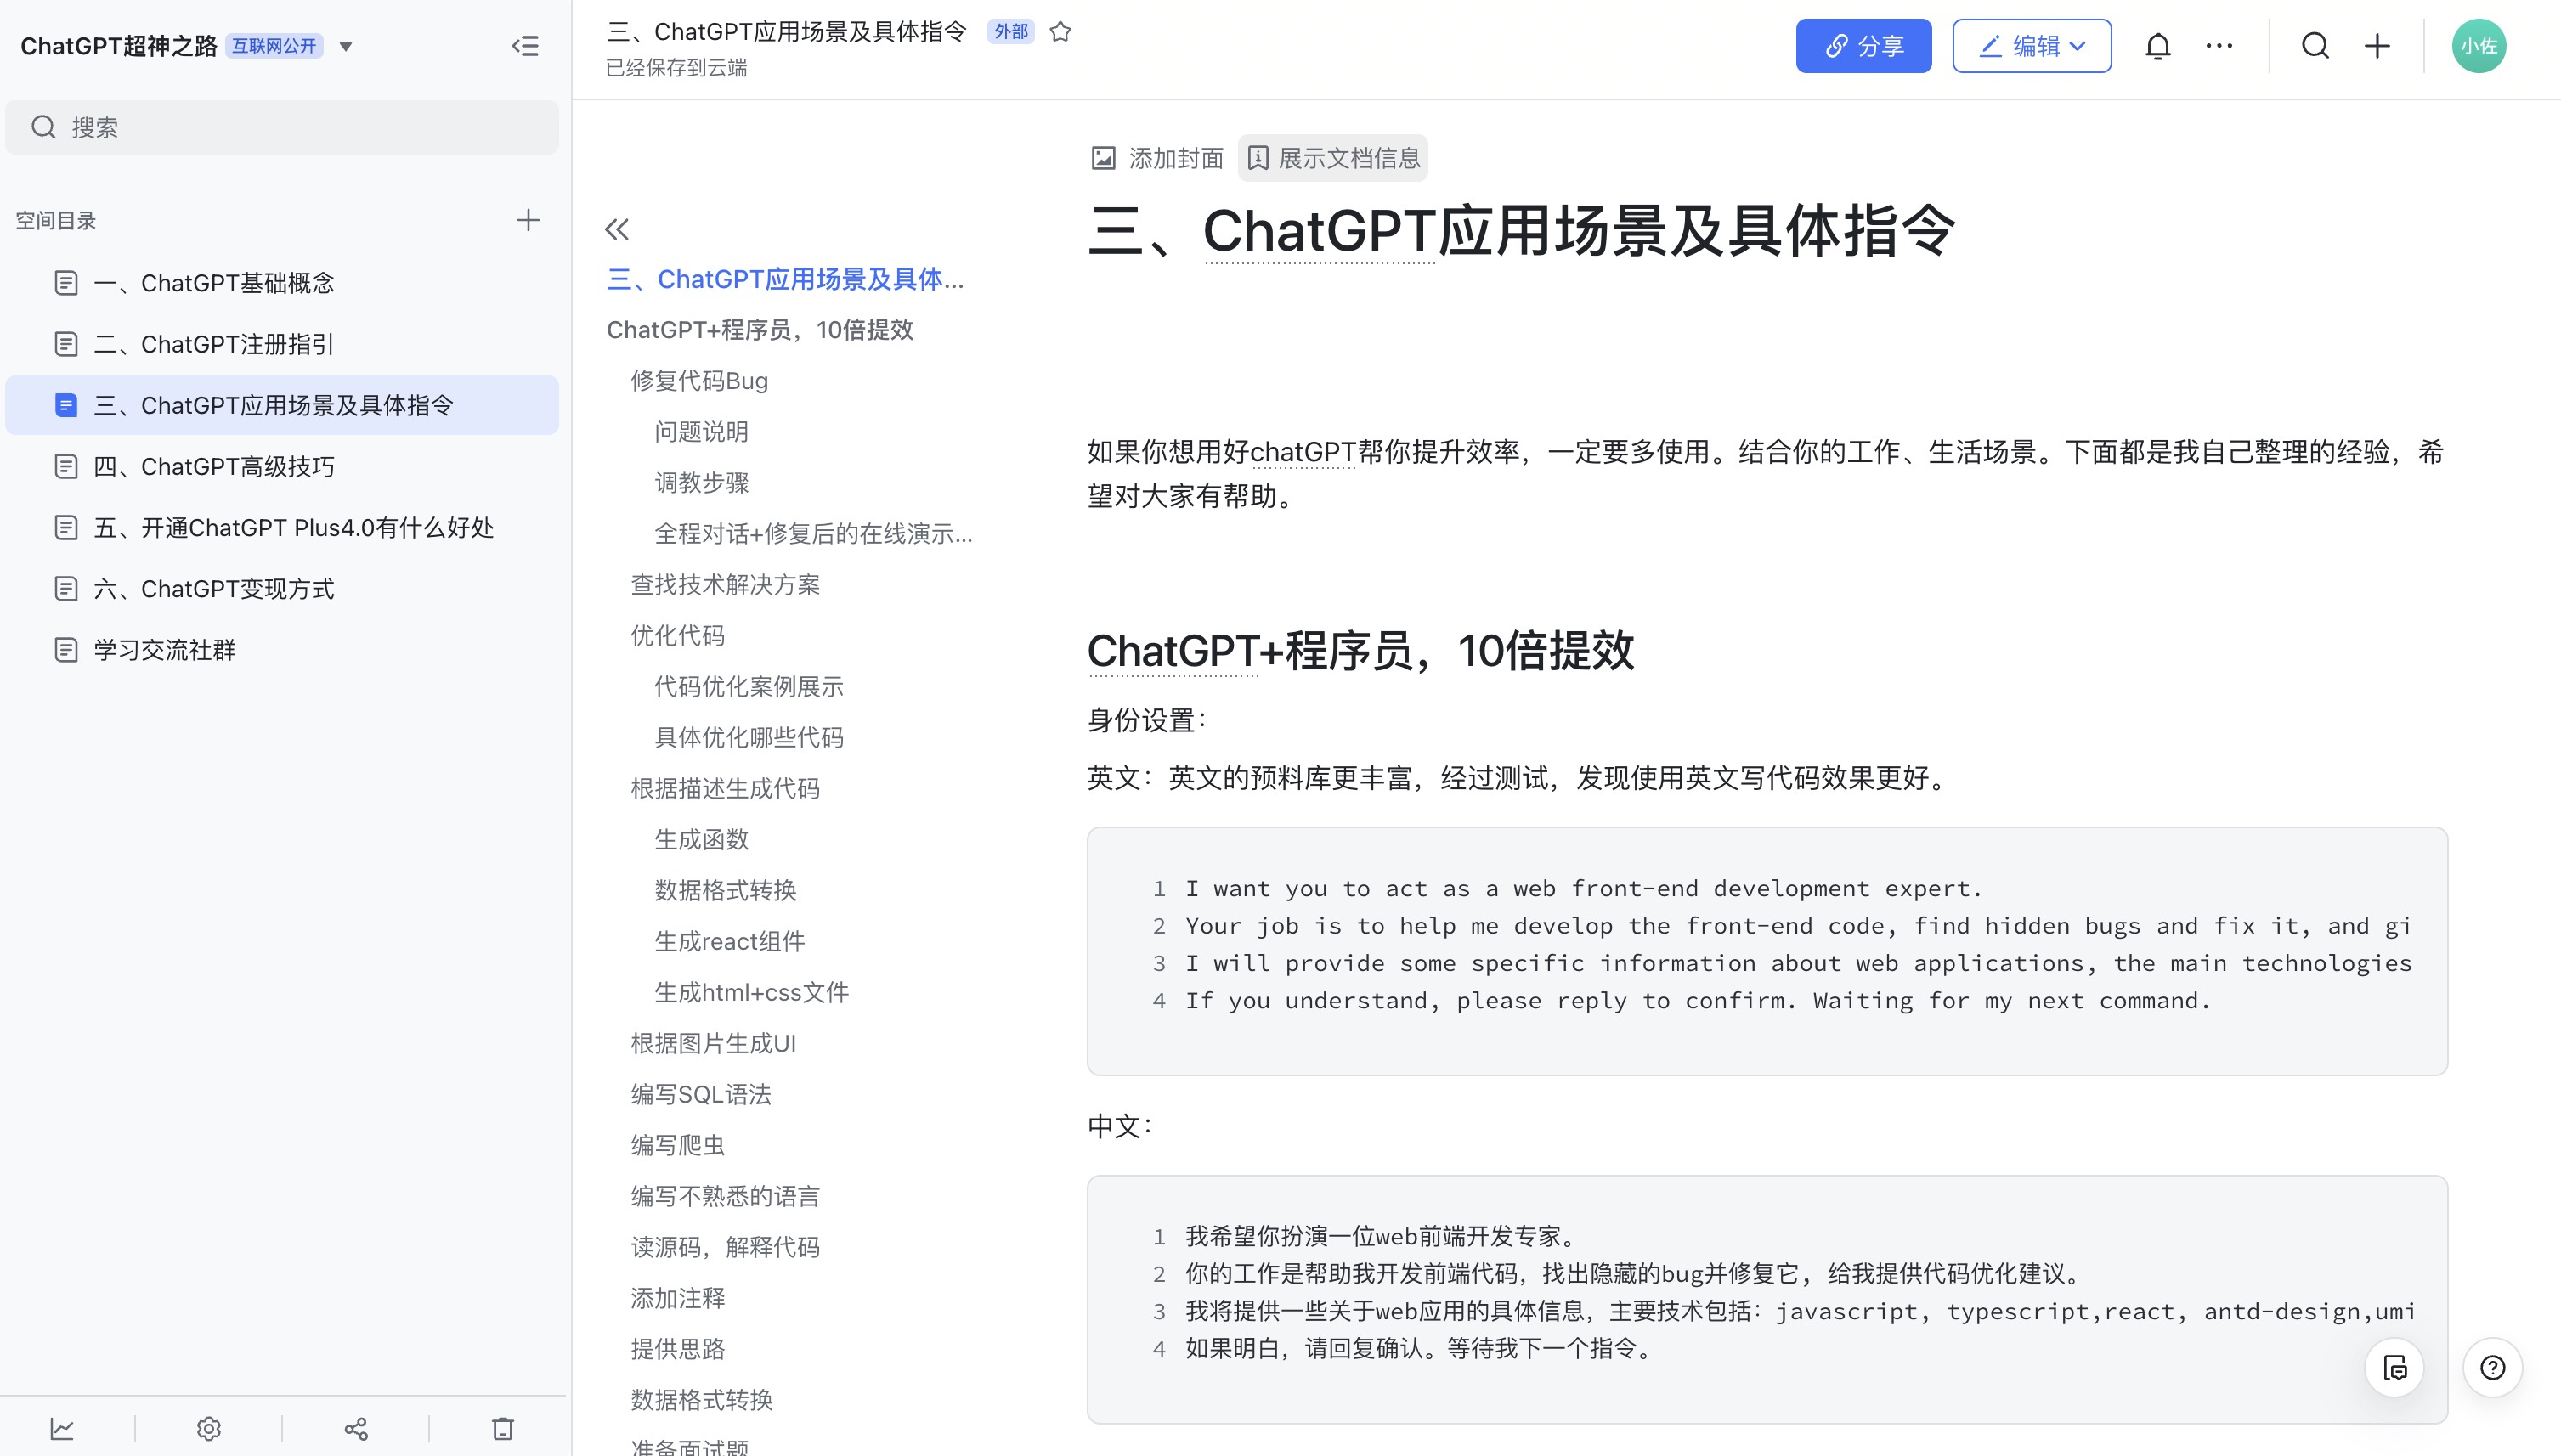 ChatGPT超神之路 互联网公开
搜索
空间目录
一、ChatGPT基础概念
二、ChatGPT注册指引
三、ChatGPT应用场景及具体指令
四、ChatGPT高级技巧
五、开通ChatGPT Plus4.0有什么好处
六、ChatGPT变现方式
学习交流社群
三、ChatGPT应用场景及具体指令 外部
已经保存到云端
分享
编辑
小佐
三、ChatGPT应用场景及具体...
ChatGPT+程序员，10倍提效
修复代码Bug
问题说明
调教步骤
全程对话+修复后的在线演示...
查找技术解决方案
优化代码
代码优化案例展示
具体优化哪些代码
根据描述生成代码
生成函数
数据格式转换
生成react组件
生成html+css文件
根据图片生成UI
编写SQL语法
编写爬虫
编写不熟悉的语言
读源码，解释代码
添加注释
提供思路
数据格式转换
准备面试题
添加封面 展示文档信息
三、ChatGPT应用场景及具体指令
如果你想用好chatGPT帮你提升效率，一定要多使用。结合你的工作、生活场景。下面都是我自己整理的经验，希
望对大家有帮助。
ChatGPT+程序员，10倍提效
身份设置：
英文：英文的预料库更丰富，经过测试，发现使用英文写代码效果更好。
1 I want you to act as a web front-end development expert.
2 Your job is to help me develop the front-end code, find hidden bugs and fix it, and gi
3 I will provide some specific information about web applications, the main technologies
4 If you understand, please reply to confirm. Waiting for my next command.
中文：
1 我希望你扮演一位web前端开发专家。
2 你的工作是帮助我开发前端代码，找出隐藏的bug并修复它, 给我提供代码优化建议。
3 我将提供一些关于web应用的具体信息，主要技术包括：javascript, typescript,react, antd-design,umi
4 如果明白，请回复确认。等待我下一个指令。